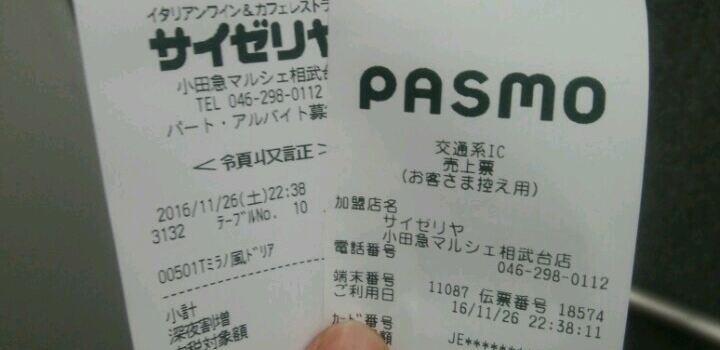 イタリアンワイン&カフェレストラ
サイゼリヤ
小田急マルシェ相武台
TEL 046-298-0112
パート・アルバイト募
<領収証>
2016/11/26(土)22:38
3132 テーブルNo. 10
00501Tミラノ風ドリア
小計
深夜割増
税対象額
PASMO
交通系IC
売上票
(お客さま控え用)
加盟店名
サイゼリヤ
小田急マルシェ相武台店
電話番号 046-298-0112
端末番号 11087 伝票番号 18574
ご利用日 16/11/26 22:38:11
カード番号 JE*******